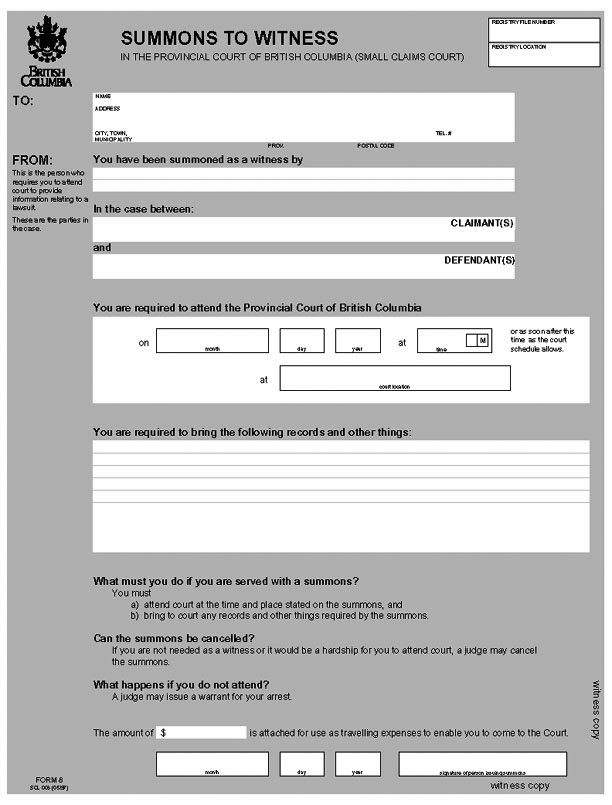 SUMMONS TO WITNESS
IN THE PROVINCIAL COURT OF BRITISH COLUMBIA (SMALL CLAIMS COURT)
REGISTRY FILE NUMBER
REGISTRY LOCATION
BRITISH
COLUMBIA
TO:
NAME
ADDRESS
CITY, TOWN,
MUNICIPALITY
TEL. #
PROV.
POSTAL CODE
FROM:
This is the person who
requires you to attend
court to provide
information relating to a
lawsuit.
These are the parties in
the case.
You have been summoned as a witness by
In the case between:
CLAIMANT(S)
and
DEFENDANT(S)
You are required to attend the Provincial Court of British Columbia
on
month
day
year
at
time
M
or as soon after this
time as the court
schedule allows.
at
court location
You are required to bring the following records and other things:
What must you do if you are served with a summons?
You must
a) attend court at the time and place stated on the summons, and
b) bring to court any records and other things required by the summons.
Can the summons be cancelled?
If you are not needed as a witness or it would be a hardship for you to attend court, a judge may cancel
the summons.
What happens if you do not attend?
A judge may issue a warrant for your arrest.
The amount of $ is attached for use as travelling expenses to enable you to come to the Court.
month
day
year
signature of person issuing summons
FORM 8
SCL
witness copy
witness copy